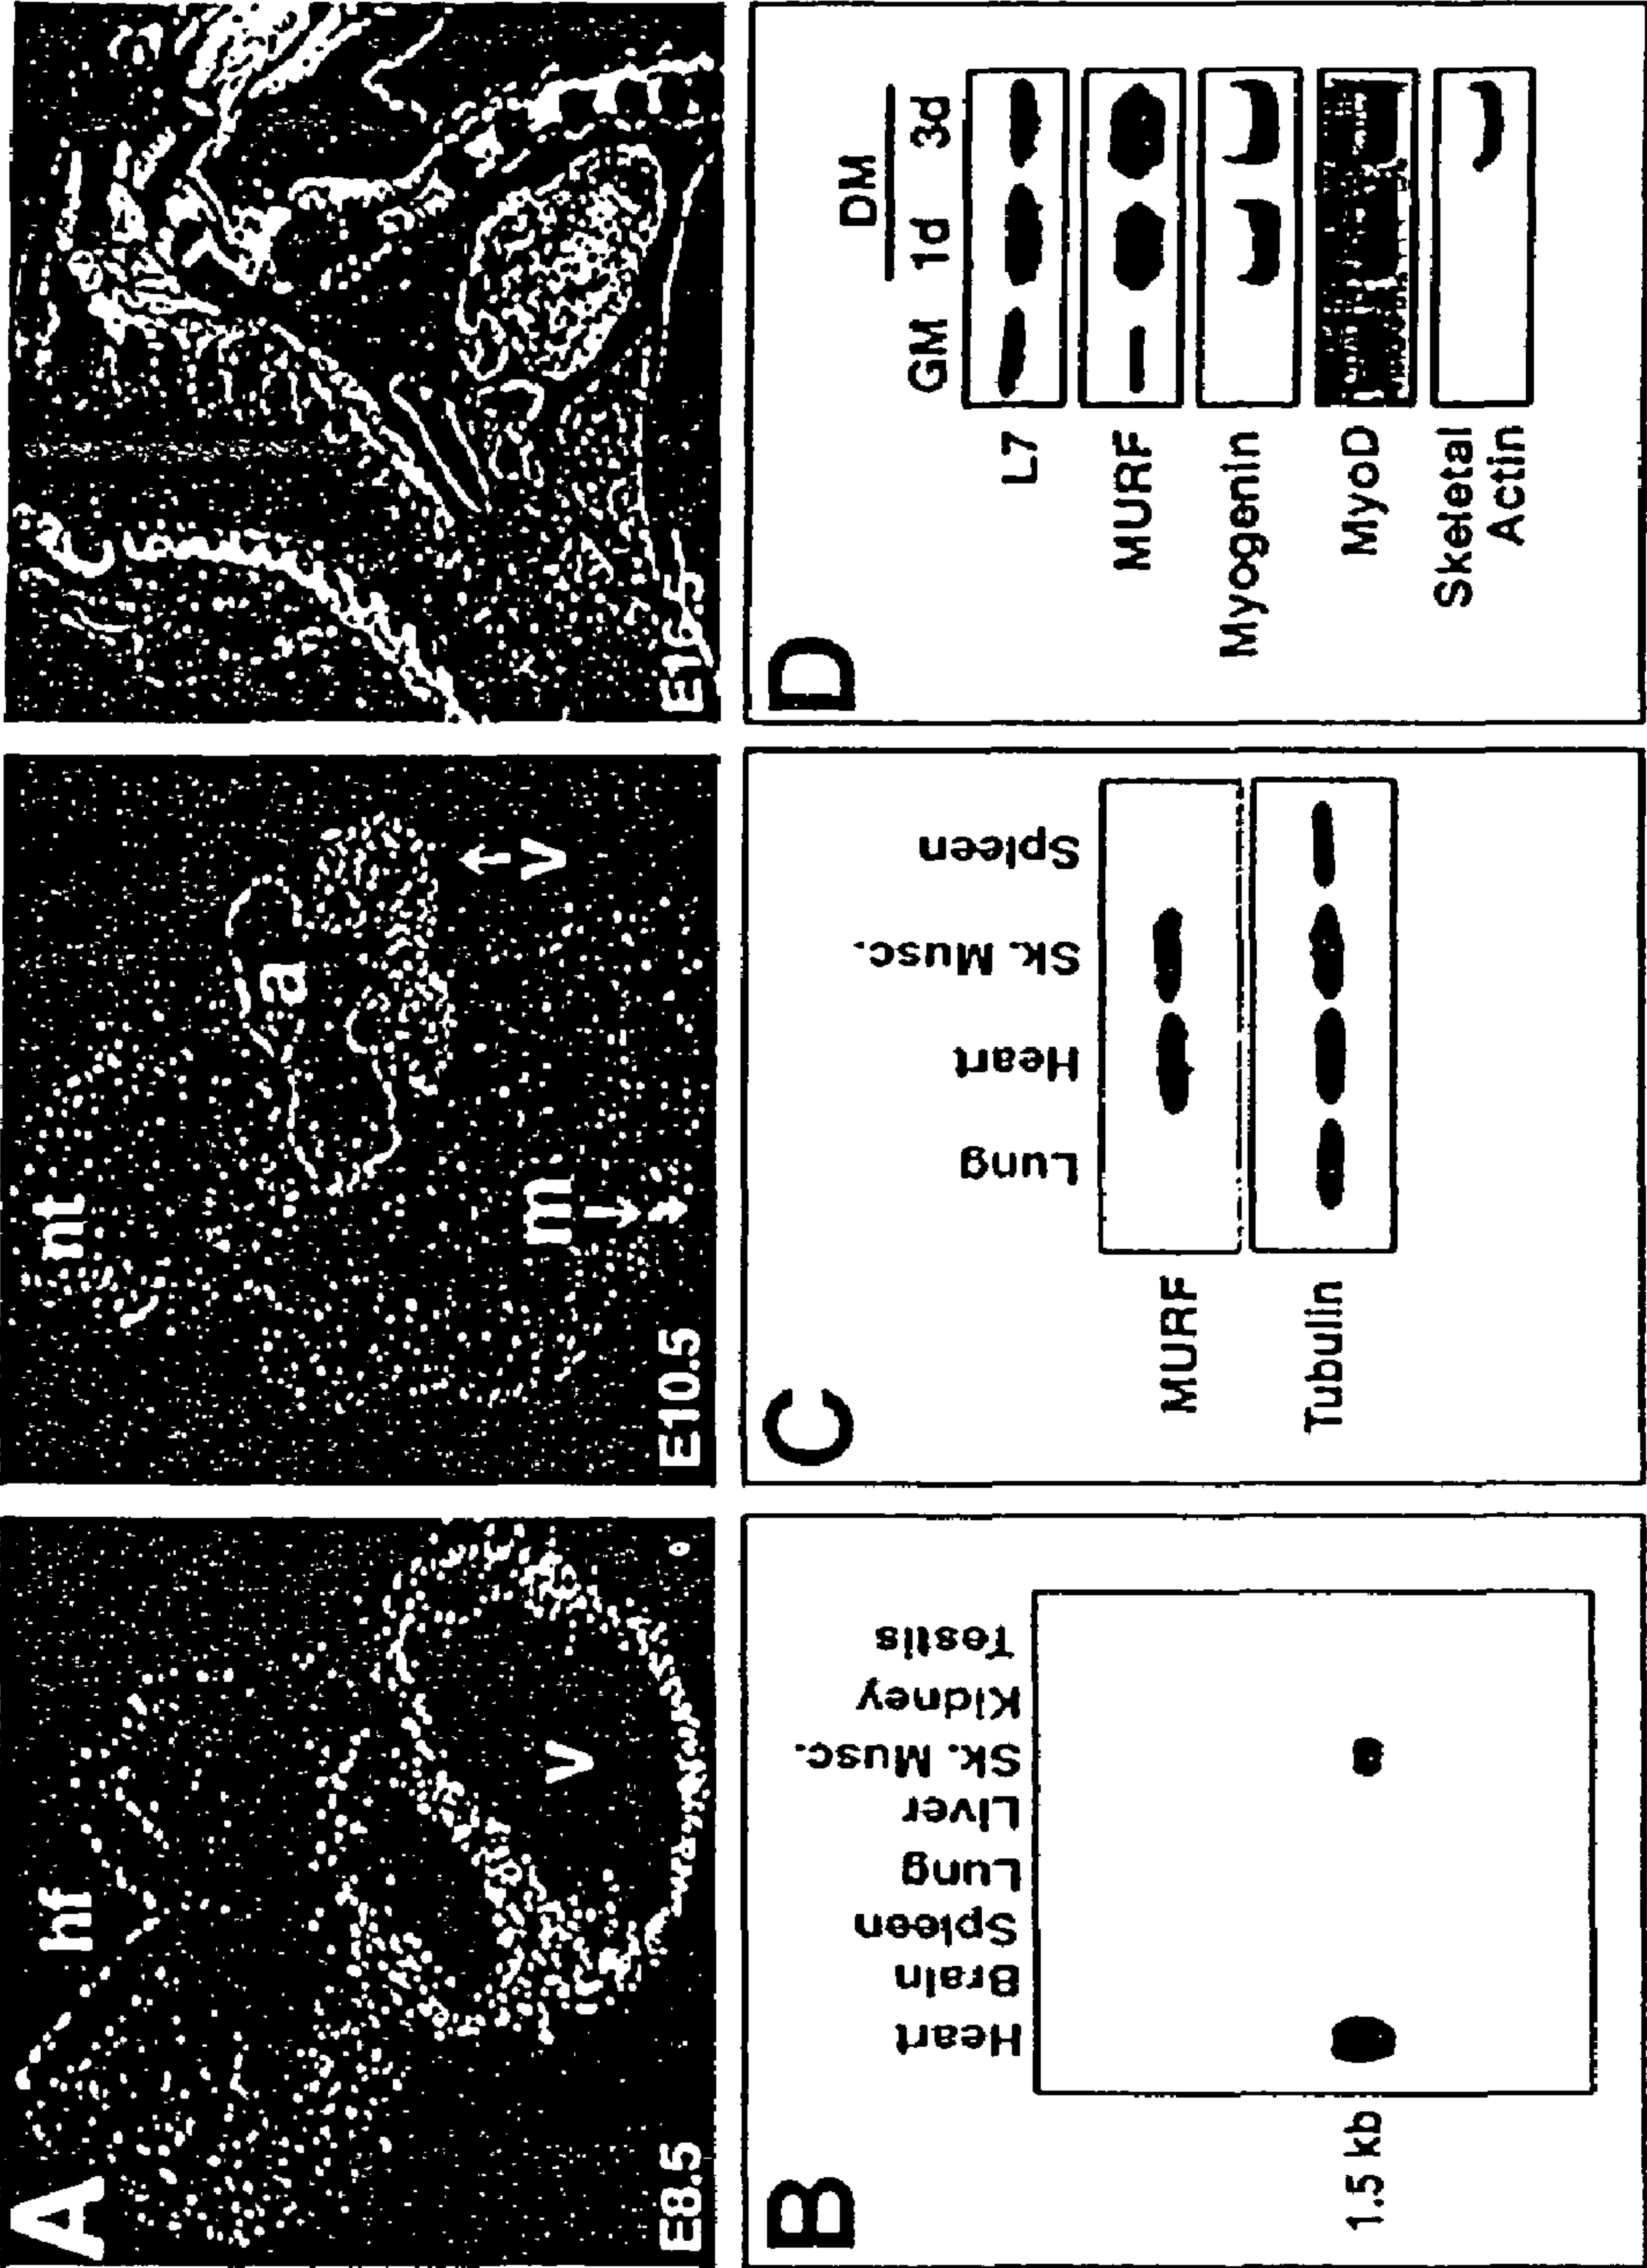 A
hf
v
E8.5
nt
a
m
v
E10.5
E16.5
B
Heart
Brain
Spleen
Lung
Liver
Sk. Musc.
Kidney
Testis
1.5 kb
C
Lung
Heart
Sk. Musc.
Spleen
MURF
Tubulin
D
DM
GM 1d 3d
L7
MURF
Myogenin
MyoD
Skeletal
Actin